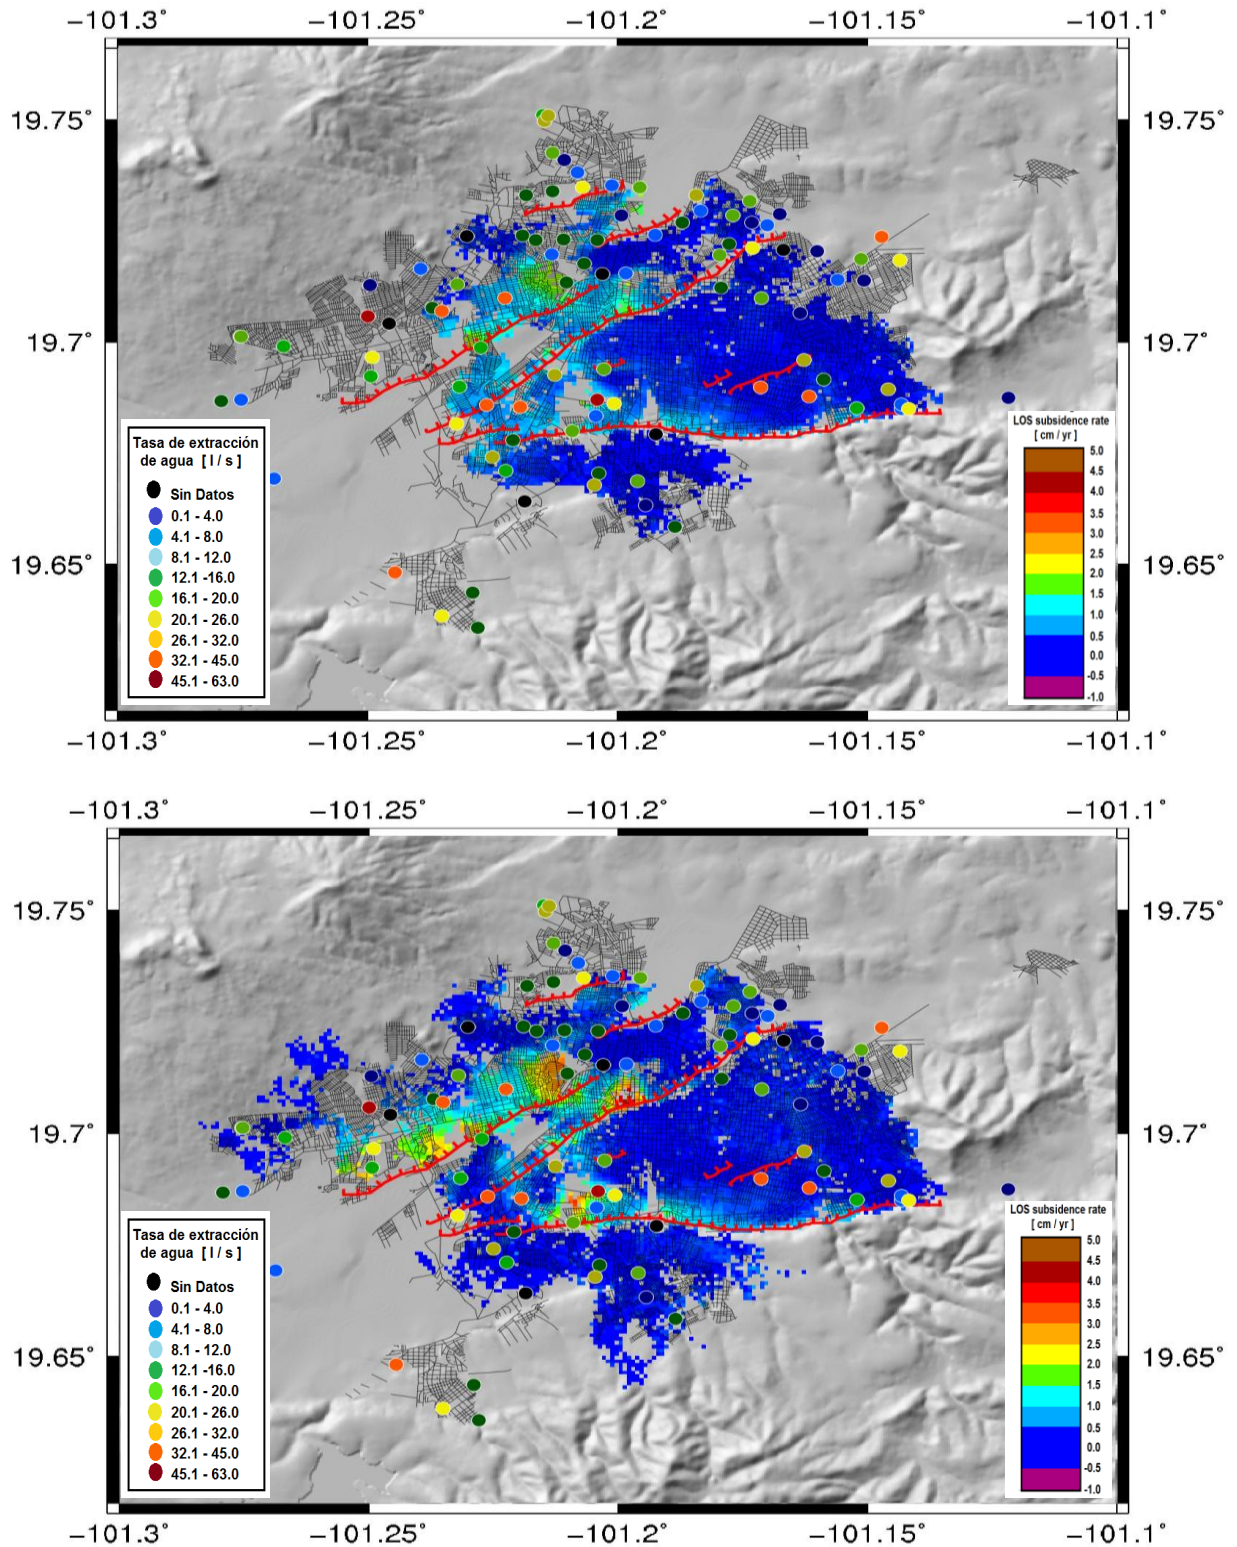 −101.3° −101.25° −101.2° −101.15° −101.1°
19.75° 19.75°
19.7° 19.7°
Tasa de extracción
de agua [ l / s ]
Sin Datos
0.1 - 4.0
4.1 - 8.0
8.1 - 12.0
12.1 -16.0
16.1 - 20.0
20.1 - 26.0
26.1 - 32.0
32.1 - 45.0
45.1 - 63.0
LOS subsidence rate
[ cm / yr ]
5.0
4.5
4.0
3.5
3.0
2.5
2.0
1.5
1.0
0.5
0.0
-0.5
-1.0
19.65° 19.65°
−101.3° −101.25° −101.2° −101.15° −101.1°
−101.3° −101.25° −101.2° −101.15° −101.1°
19.75° 19.75°
19.7° 19.7°
Tasa de extracción
de agua [ l / s ]
Sin Datos
0.1 - 4.0
4.1 - 8.0
8.1 - 12.0
12.1 -16.0
16.1 - 20.0
20.1 - 26.0
26.1 - 32.0
32.1 - 45.0
45.1 - 63.0
LOS subsidence rate
[ cm / yr ]
5.0
4.5
4.0
3.5
3.0
2.5
2.0
1.5
1.0
0.5
0.0
-0.5
-1.0
19.65° 19.65°
−101.3° −101.25° −101.2° −101.15° −101.1°